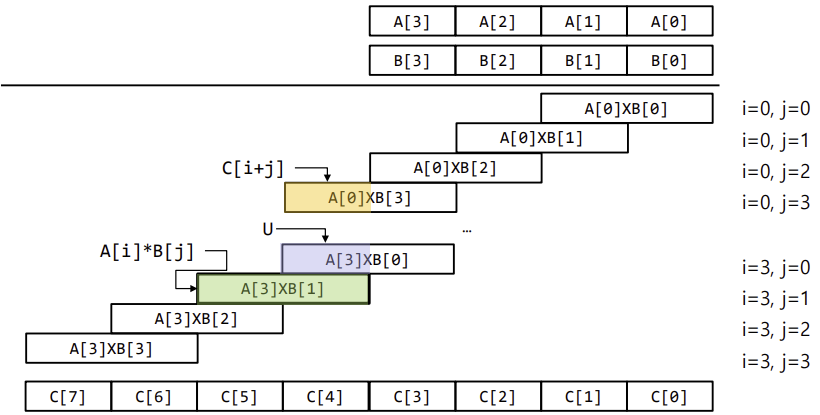 A[3] A[2] A[1] A[0]
B[3] B[2] B[1] B[0]
A[0]XB[0] i=0, j=0
A[0]XB[1] i=0, j=1
C[i+j] A[0]XB[2] i=0, j=2
A[0]XB[3] i=0, j=3
U …
A[i]*B[j] A[3]XB[0] i=3, j=0
A[3]XB[1] i=3, j=1
A[3]XB[2] i=3, j=2
A[3]XB[3] i=3, j=3
C[7] C[6] C[5] C[4] C[3] C[2] C[1] C[0]